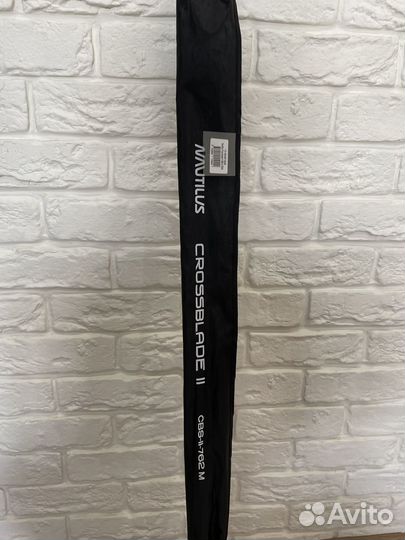 NAUTILUS
CROSSBLADE II
CBS-II-762 M
Avito